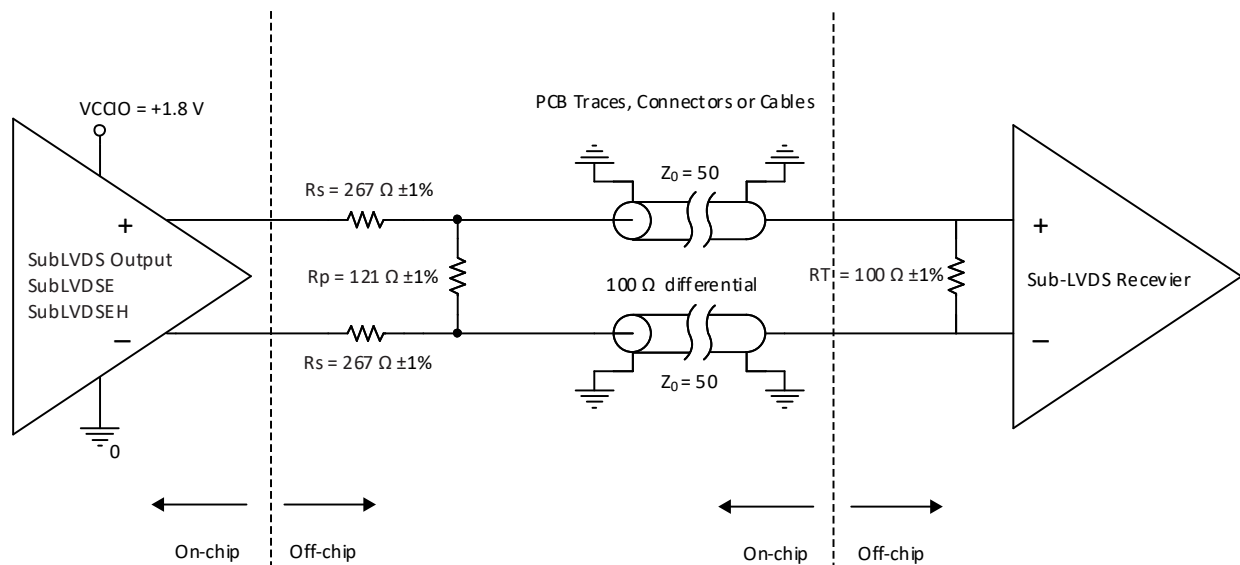 VCCIO = +1.8 V
PCB Traces, Connectors or Cables
Rs = 267 Ω ±1%
Z0 = 50
+
SubLVDS Output
SubLVDSE
SubLVDSEH
−
Rp = 121 Ω ±1%
100 Ω differential
RT = 100 Ω ±1%
+
Sub-LVDS Recevier
−
Rs = 267 Ω ±1%
Z0 = 50
0
On-chip
Off-chip
On-chip
Off-chip